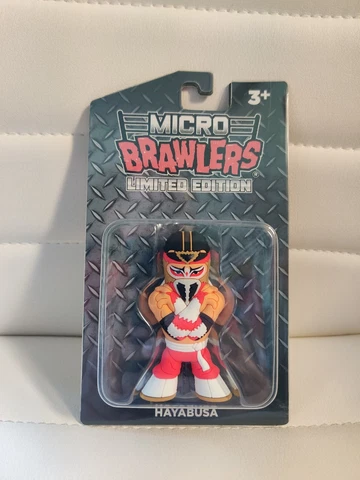 3+
MICRO
BRAWLERS
LIMITED EDITION
HAYABUSA